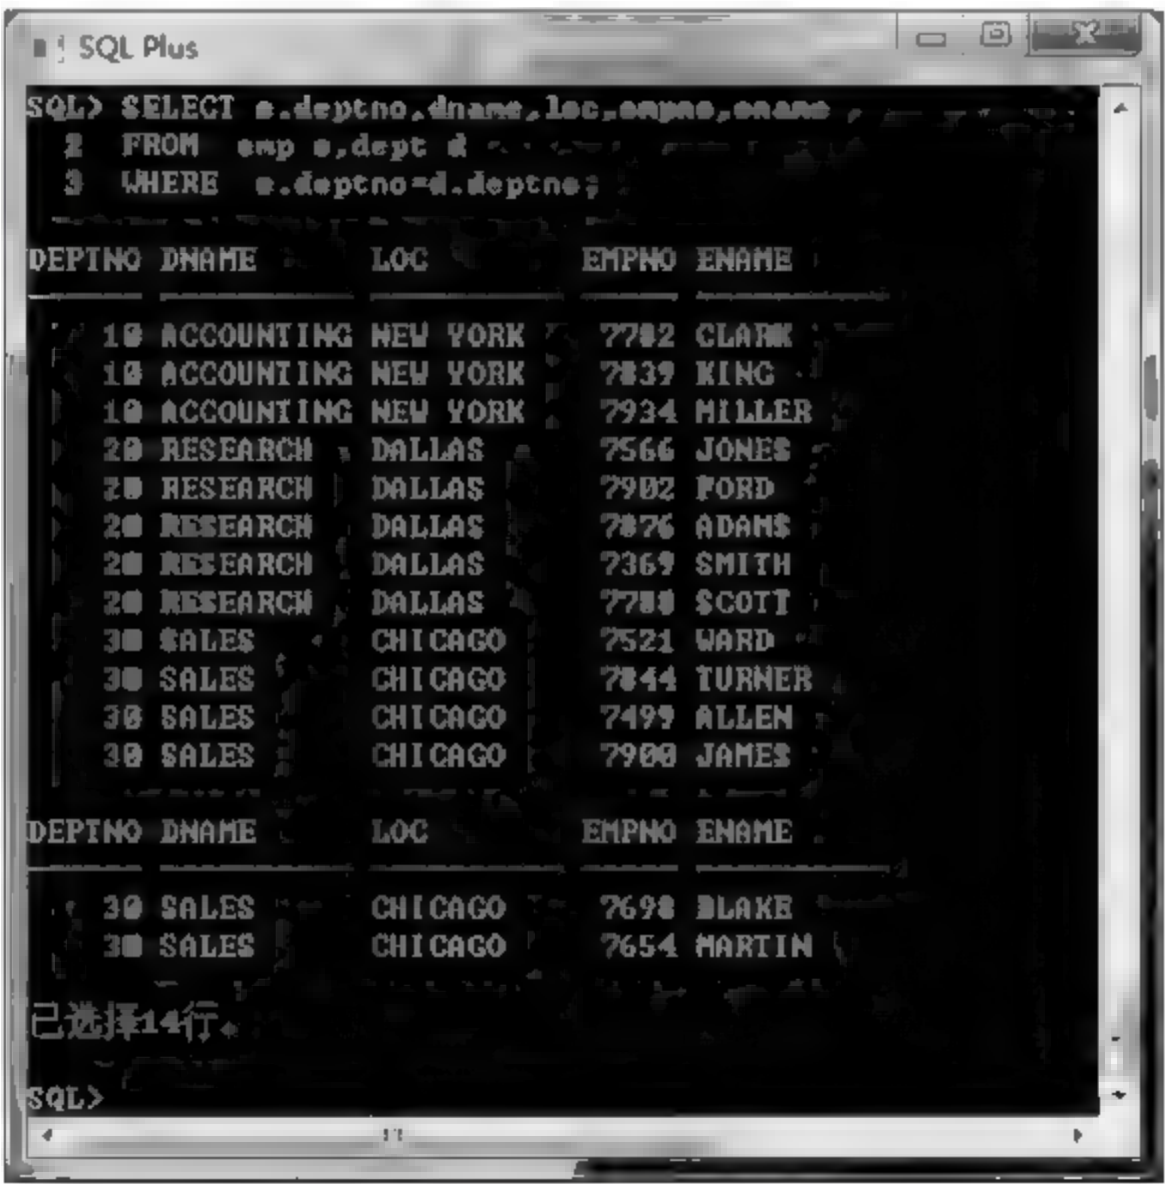 SQL Plus
SQL> SELECT e.deptno,dname,loc,empno,ename
2 FROM emp e,dept d
3 WHERE e.deptno=d.deptno;
DEPTNO DNAME LOC EMPNO ENAME
10 ACCOUNTING NEW YORK 7782 CLARK
10 ACCOUNTING NEW YORK 7839 KING
10 ACCOUNTING NEW YORK 7934 MILLER
20 RESEARCH DALLAS 7566 JONES
20 RESEARCH DALLAS 7902 FORD
20 RESEARCH DALLAS 7876 ADAMS
20 RESEARCH DALLAS 7369 SMITH
20 RESEARCH DALLAS 7788 SCOTT
30 SALES CHICAGO 7521 WARD
30 SALES CHICAGO 7844 TURNER
30 SALES CHICAGO 7499 ALLEN
30 SALES CHICAGO 7900 JAMES
DEPTNO DNAME LOC EMPNO ENAME
30 SALES CHICAGO 7698 BLAKE
30 SALES CHICAGO 7654 MARTIN
已选择14行。
SQL>